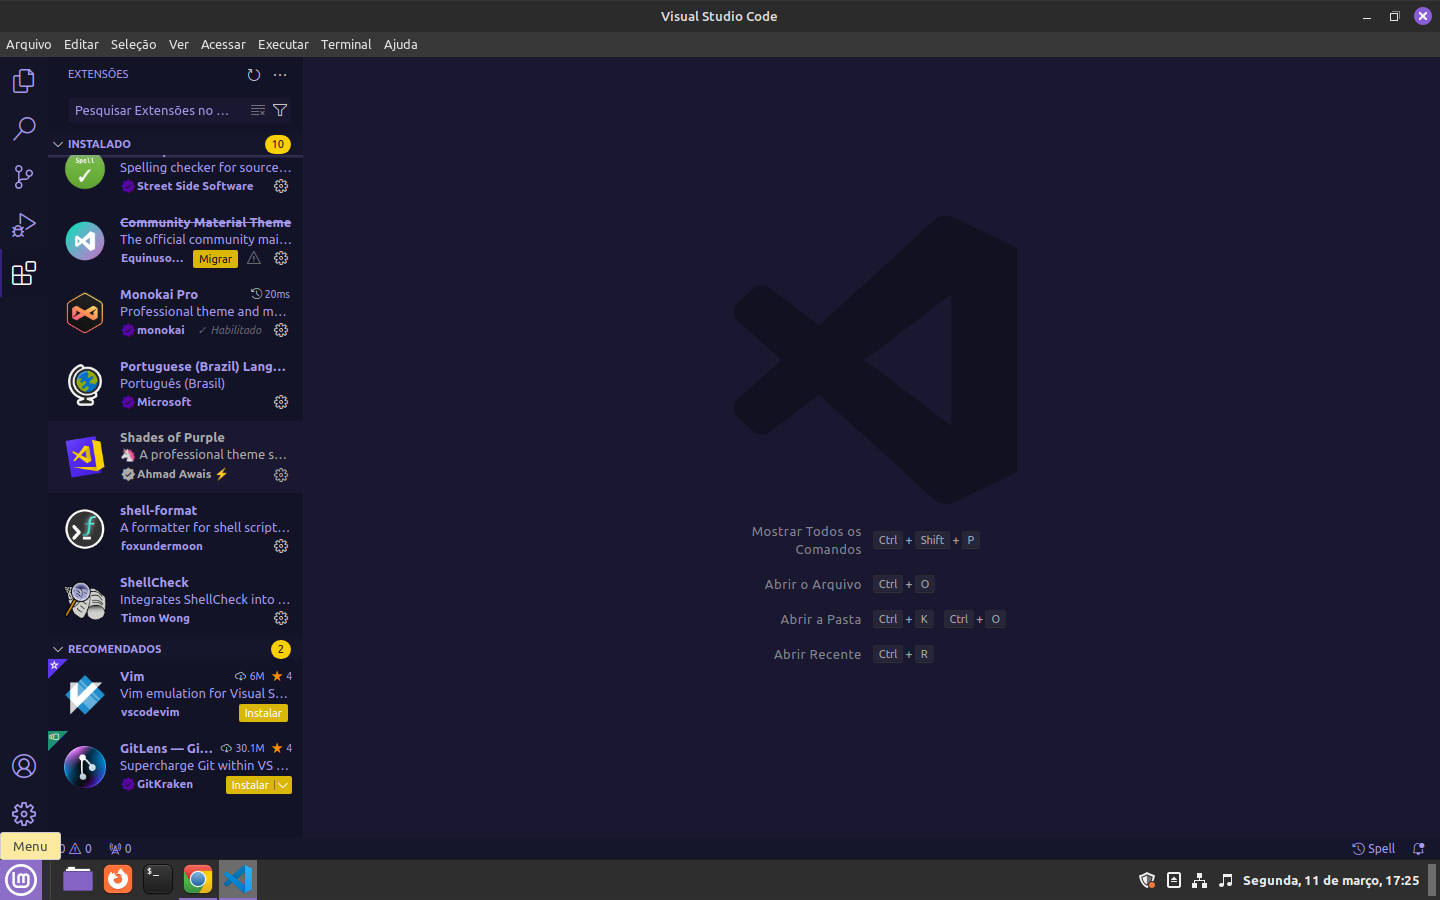 Visual Studio Code
Arquivo Editar Seleção Ver Acessar Executar Terminal Ajuda
EXTENSÕES
Pesquisar Extensões no ...
INSTALADO 10
Spell
Spelling checker for source...
Street Side Software
Community Material Theme
The official community mai...
Equinuso... Migrar
Monokai Pro 20ms
Professional theme and m...
monokai ✓ Habilitado
Portuguese (Brazil) Lang...
Português (Brasil)
Microsoft
Shades of Purple
🦄 A professional theme s...
Ahmad Awais ⚡
shell-format
A formatter for shell script...
foxundermoon
ShellCheck
Integrates ShellCheck into ...
Timon Wong
RECOMENDADOS 2
Vim 6M ★ 4
Vim emulation for Visual S...
vscodevim Instalar
GitLens — Gi... 30.1M ★ 4
Supercharge Git within VS ...
GitKraken Instalar
Mostrar Todos os
Comandos Ctrl + Shift + P
Abrir o Arquivo Ctrl + O
Abrir a Pasta Ctrl + K Ctrl + O
Abrir Recente Ctrl + R
Menu 0 0 0 Spell
Segunda, 11 de março, 17:25